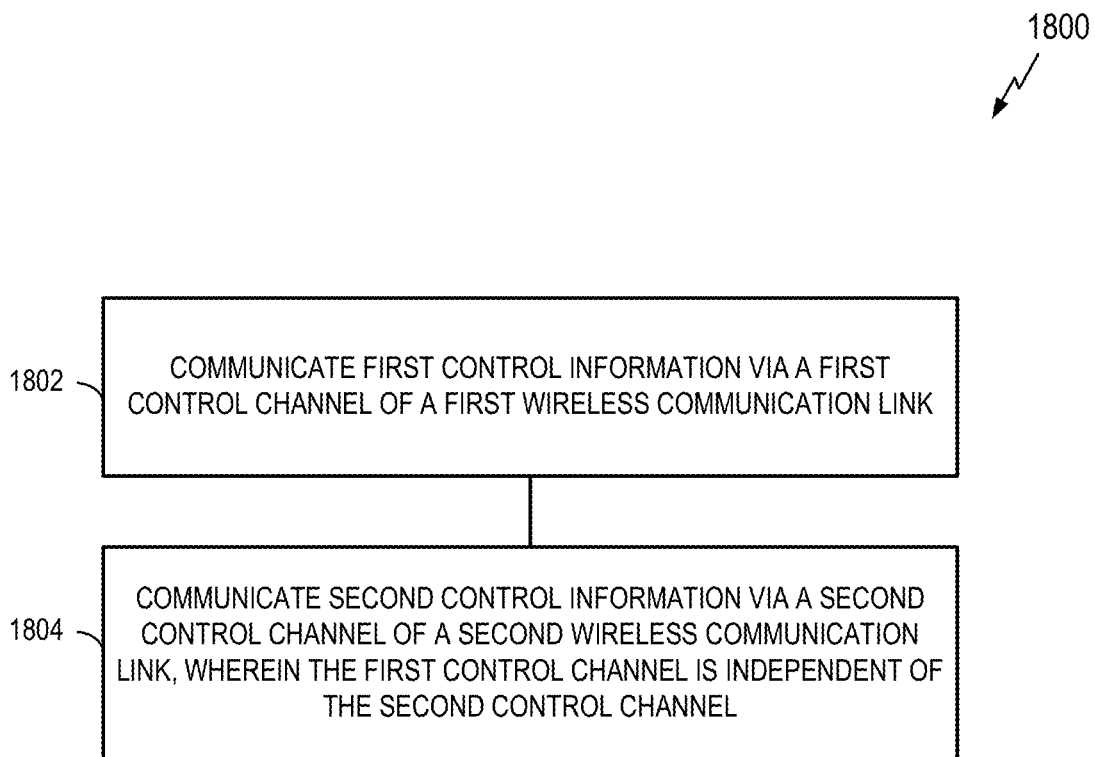 1800
1802
COMMUNICATE FIRST CONTROL INFORMATION VIA A FIRST
CONTROL CHANNEL OF A FIRST WIRELESS COMMUNICATION LINK
1804
COMMUNICATE SECOND CONTROL INFORMATION VIA A SECOND
CONTROL CHANNEL OF A SECOND WIRELESS COMMUNICATION
LINK, WHEREIN THE FIRST CONTROL CHANNEL IS INDEPENDENT OF
THE SECOND CONTROL CHANNEL